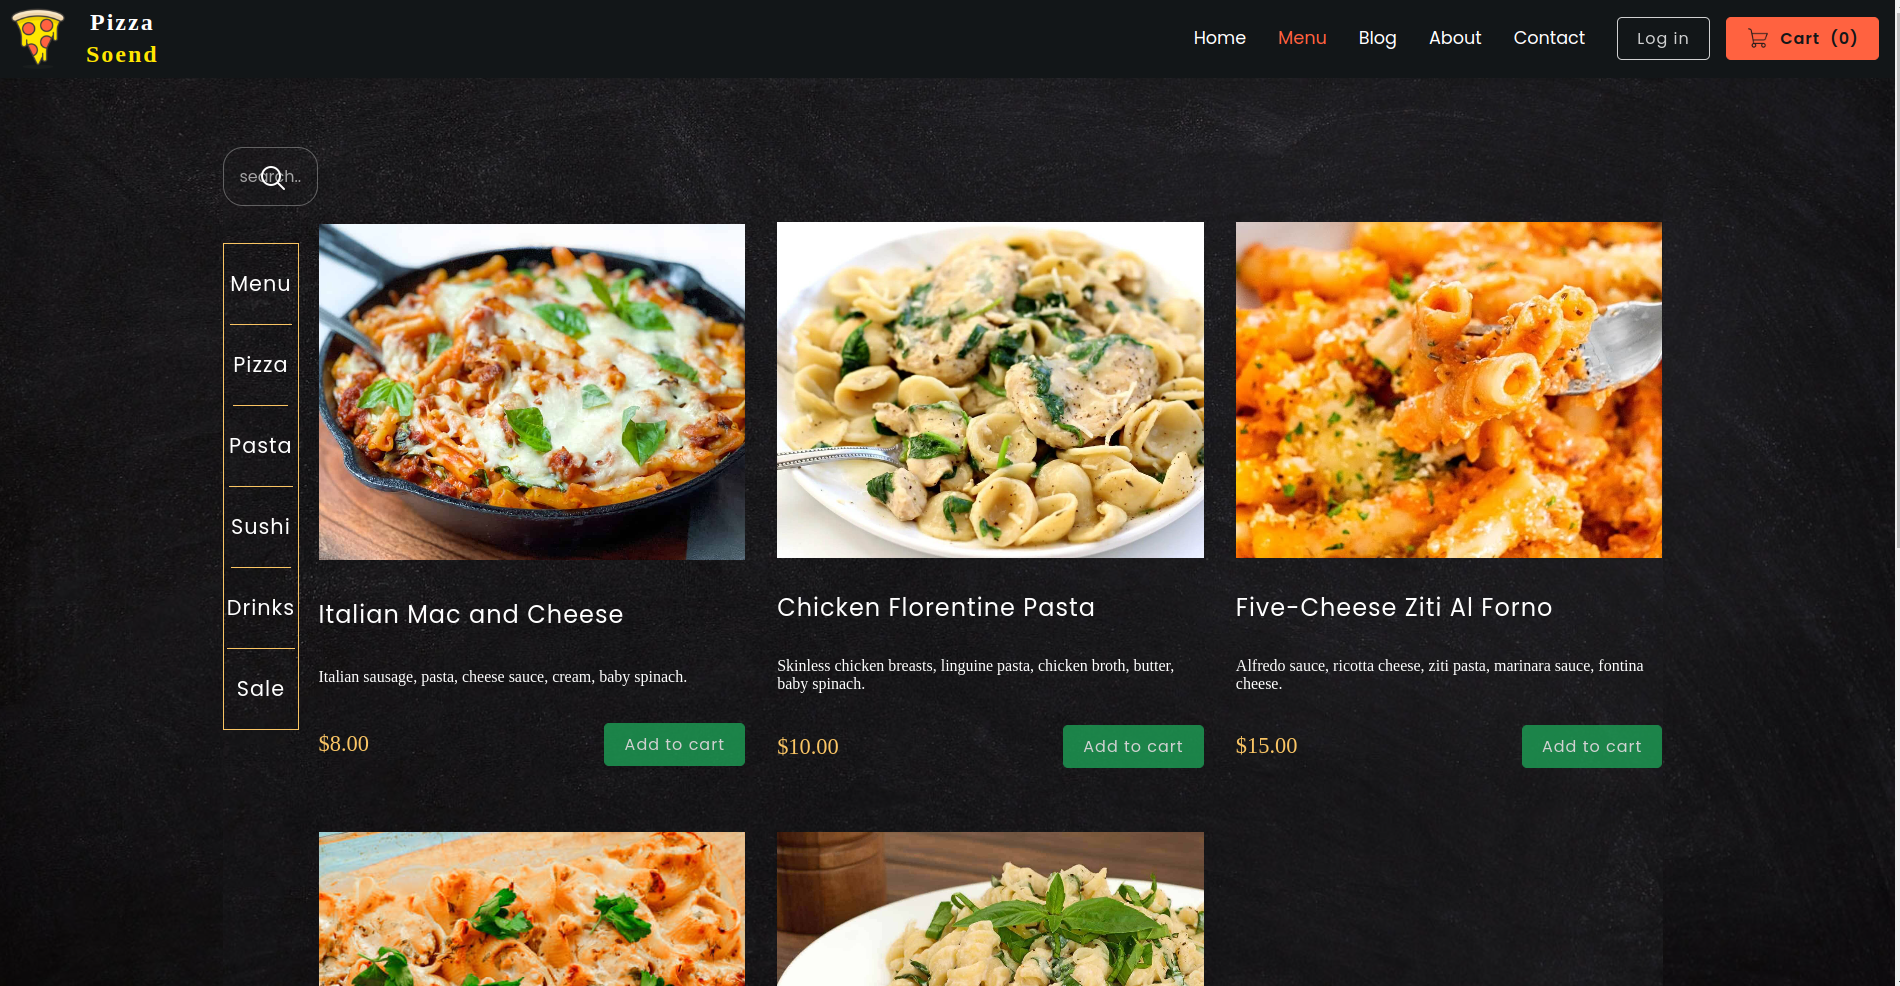 Pizza
Soend
Home
Menu
Blog
About
Contact
Log in
Cart (0)
search..
Menu
Pizza
Pasta
Sushi
Drinks
Sale
Italian Mac and Cheese
Italian sausage, pasta, cheese sauce, cream, baby spinach.
$8.00
Add to cart
Chicken Florentine Pasta
Skinless chicken breasts, linguine pasta, chicken broth, butter,
baby spinach.
$10.00
Add to cart
Five-Cheese Ziti Al Forno
Alfredo sauce, ricotta cheese, ziti pasta, marinara sauce, fontina
cheese.
$15.00
Add to cart